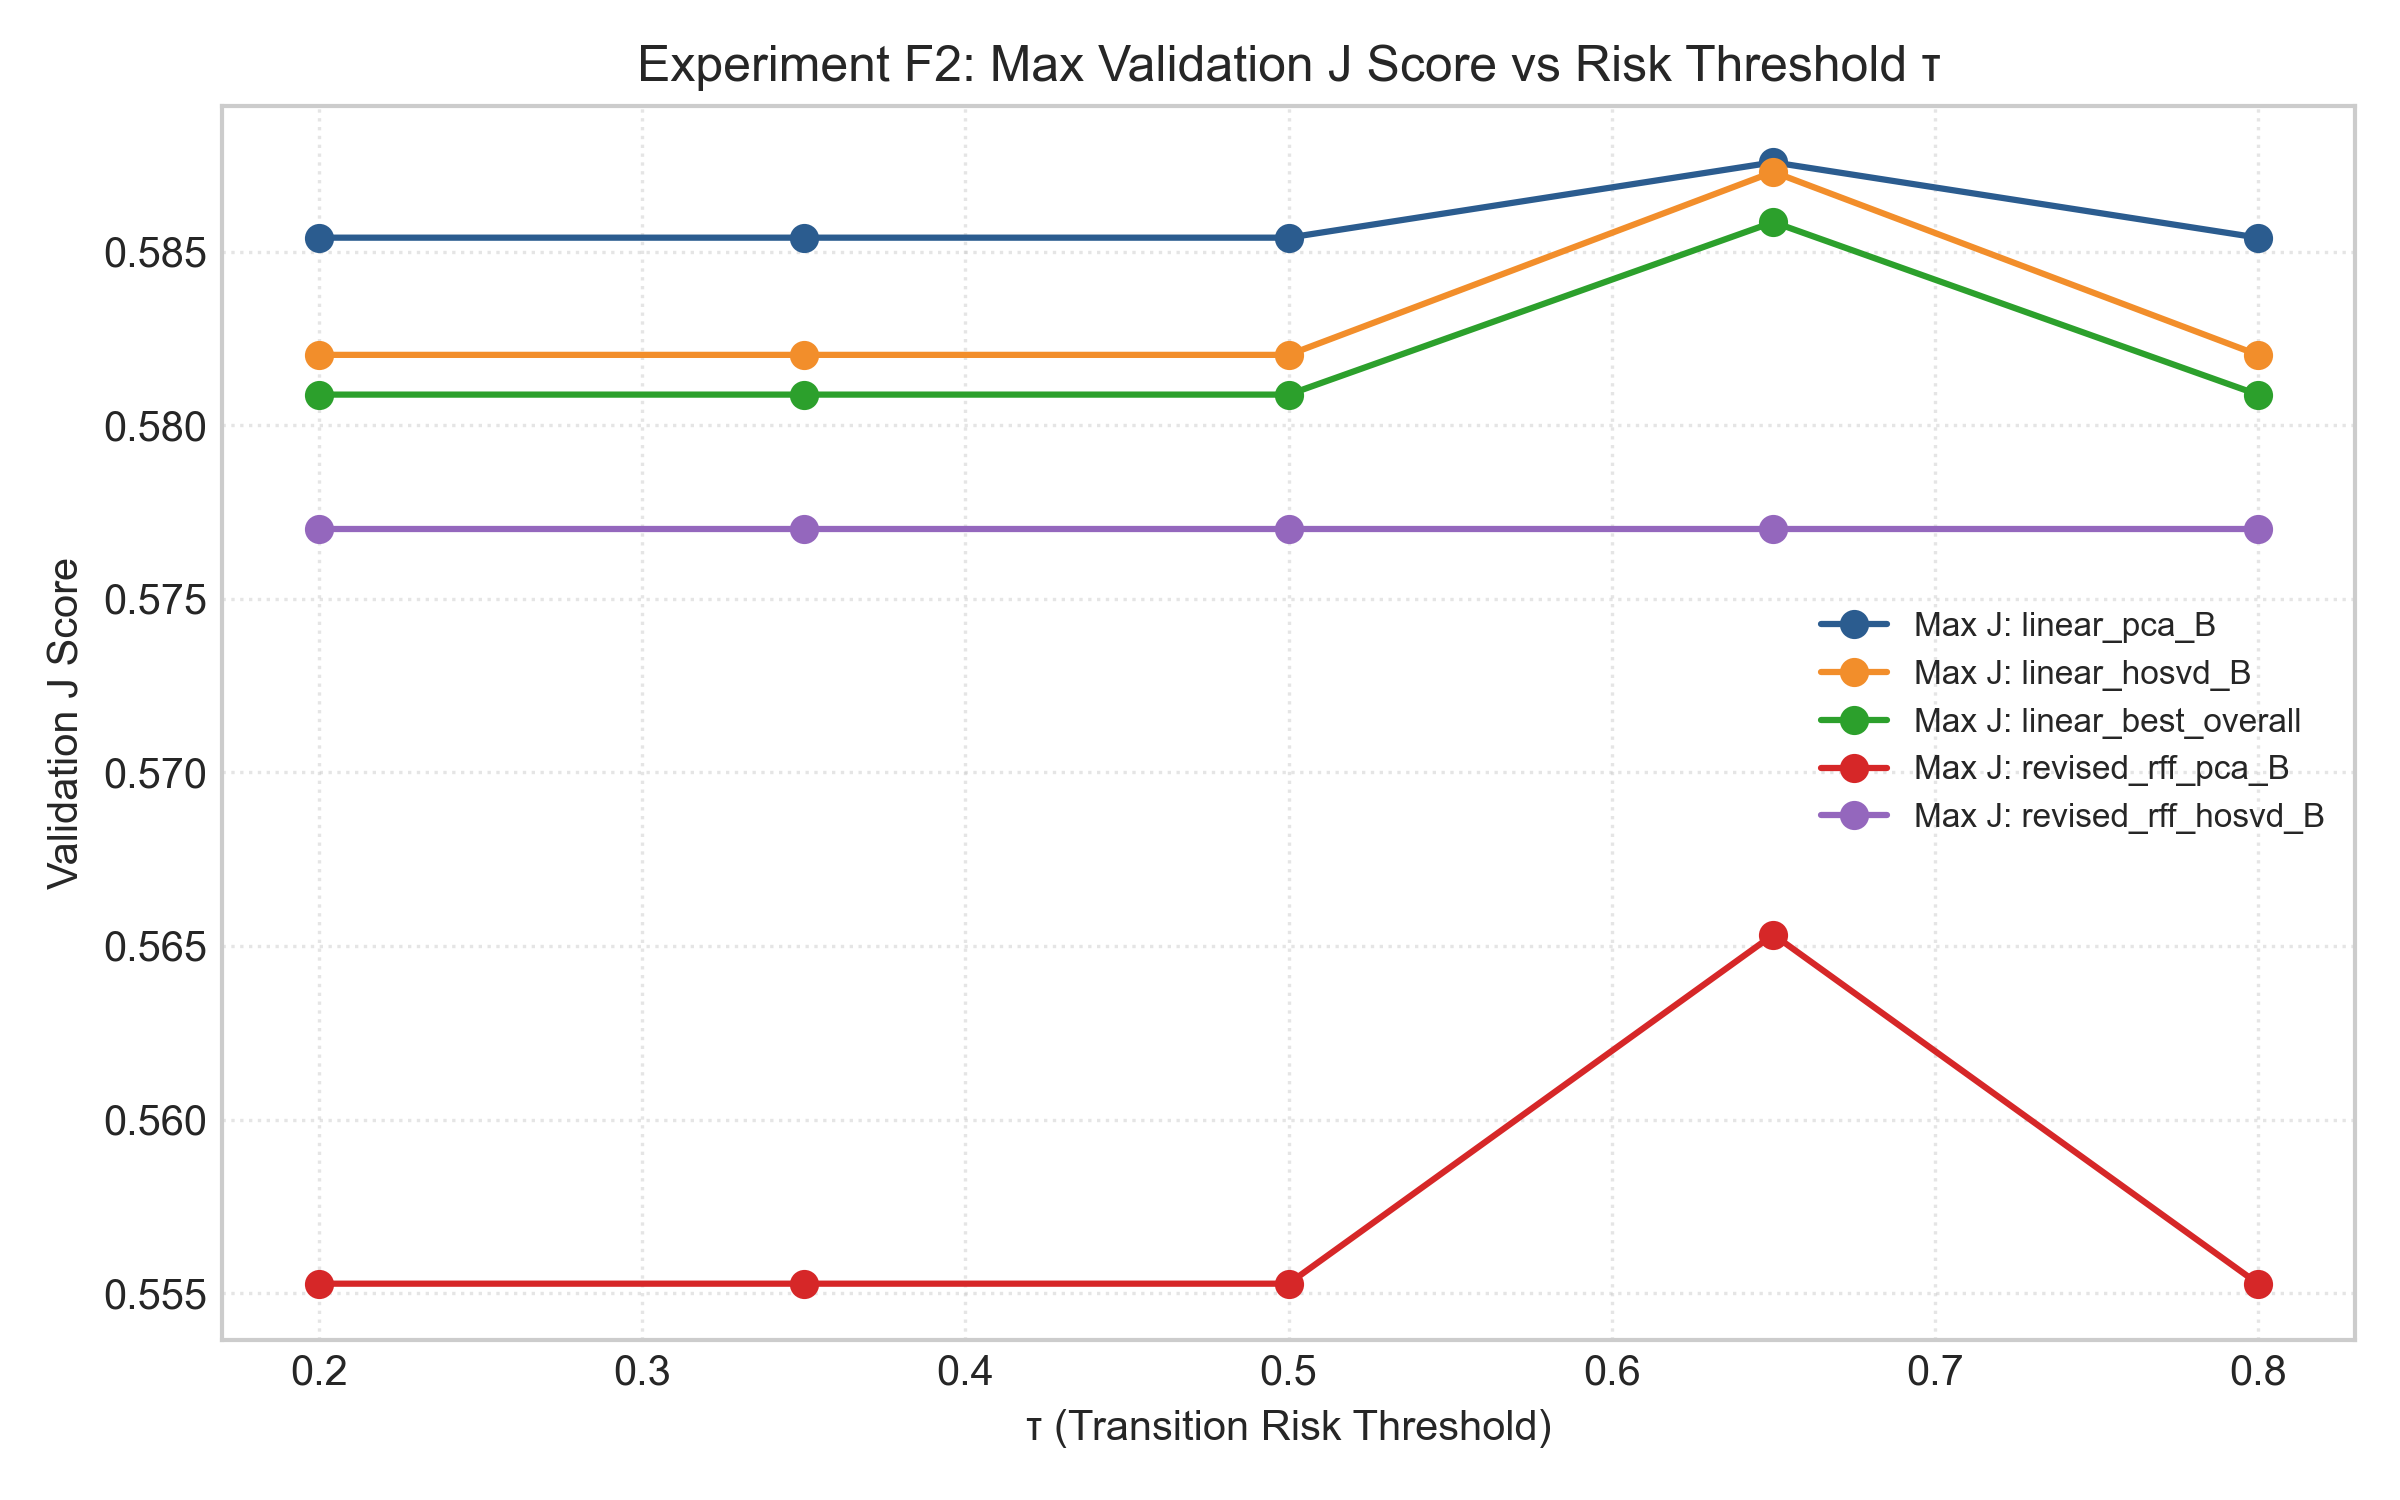 Experiment F2: Max Validation J Score vs Risk Threshold τ
Validation J Score
0.585
0.580
0.575
0.570
0.565
0.560
0.555
Max J: linear_pca_B
Max J: linear_hosvd_B
Max J: linear_best_overall
Max J: revised_rff_pca_B
Max J: revised_rff_hosvd_B
0.2 0.3 0.4 0.5 0.6 0.7 0.8
τ (Transition Risk Threshold)